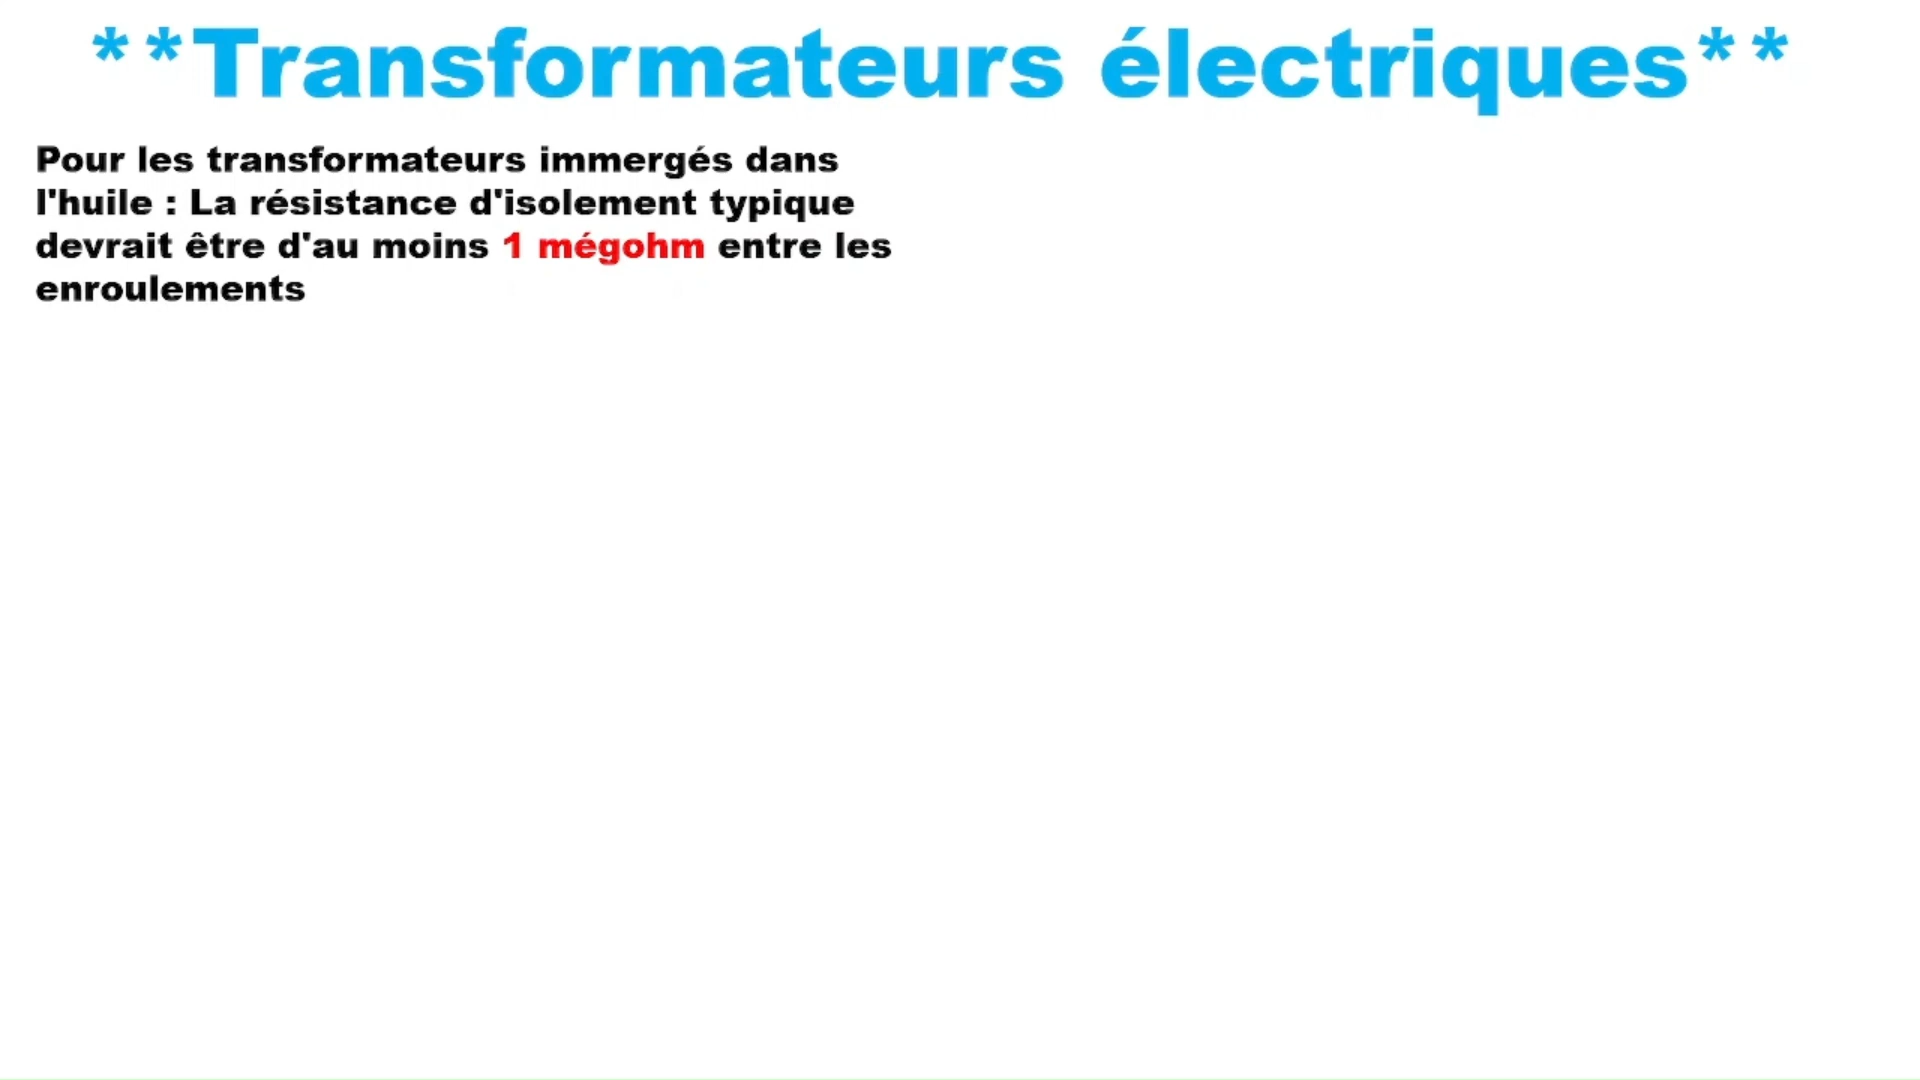 **Transformateurs électriques**
Pour les transformateurs immergés dans
l'huile : La résistance d'isolement typique
devrait être d'au moins 1 mégohm entre les
enroulements